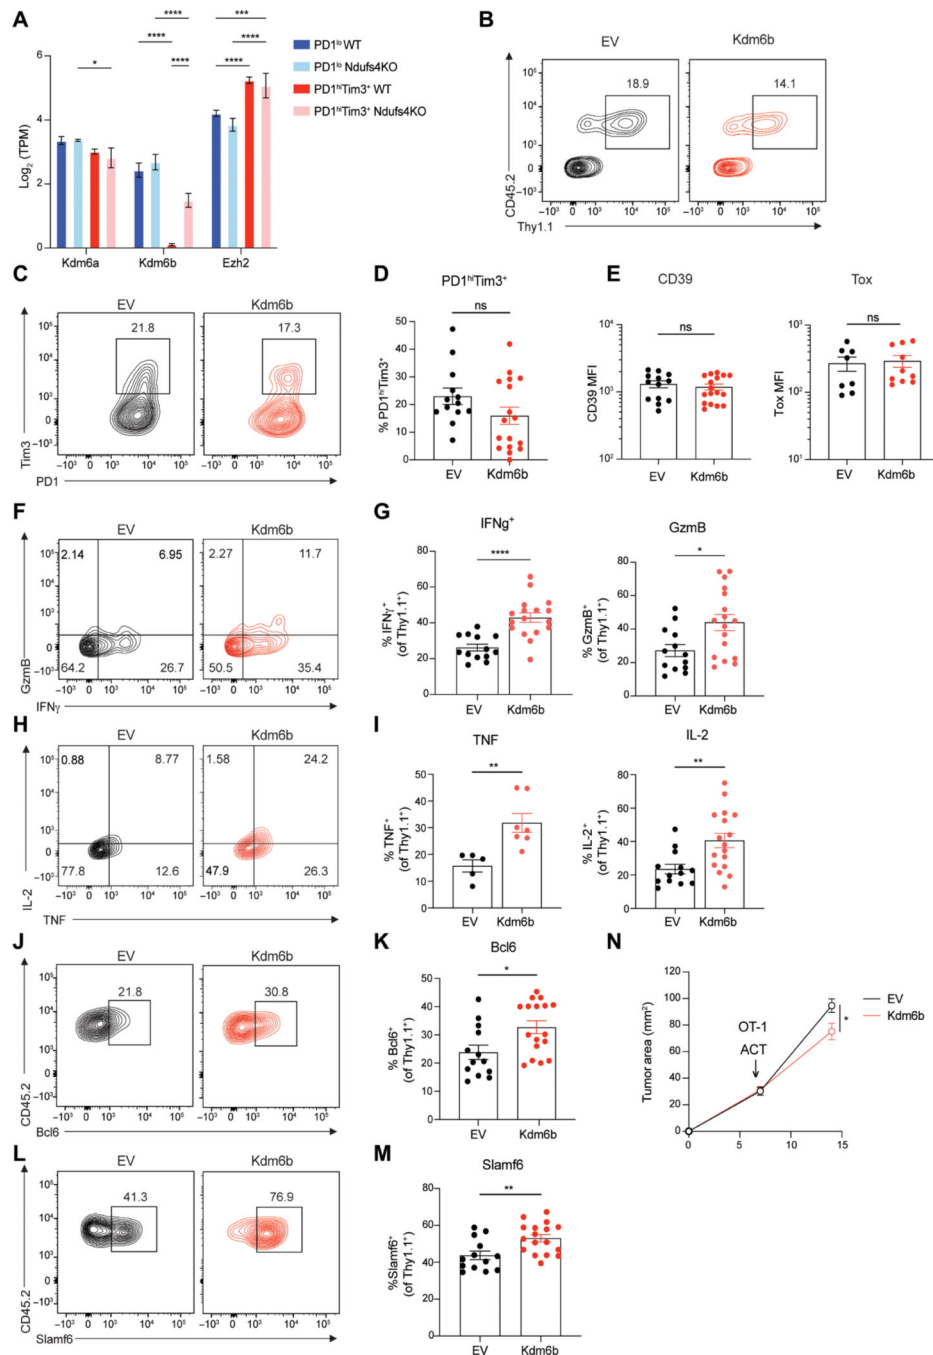 A
**** ***
**** ****
* **** ****
PD1ˡᵒ WT
PD1ˡᵒ Ndufs4KO
PD1ʰⁱTim3⁺ WT
PD1ʰⁱTim3⁺ Ndufs4KO
Log₂ (TPM)
6
4
2
0
Kdm6a Kdm6b Ezh2
B
EV Kdm6b
18.9 14.1
10⁵
10⁴
10³
0
−10³
−10³ 0 10³ 10⁴ 10⁵ −10³ 0 10³ 10⁴ 10⁵
CD45.2
Thy1.1
C
EV Kdm6b
21.8 17.3
10⁵
10⁴
10³
0
−10³
−10³ 0 10³ 10⁴ 10⁵ −10³ 0 10³ 10⁴ 10⁵
Tim3
PD1
D
PD1ʰⁱTim3⁺
ns
% PD1ʰⁱTim3⁺
50
40
30
20
10
0
EV Kdm6b
E
CD39 Tox
ns ns
CD39 MFI
10⁴
10³
10²
EV Kdm6b
Tox MFI
10³
10²
10¹
EV Kdm6b
F
EV Kdm6b
2.14 6.95 2.27 11.7
10⁵
10⁴
10³
0
−10³
64.2 26.7 50.5 35.4
−10³ 0 10³ 10⁴ 10⁵ −10³ 0 10³ 10⁴ 10⁵
GzmB
IFNγ
G
IFNg⁺ GzmB
**** *
% IFNγ⁺
(of Thy1.1⁺)
80
60
40
20
0
EV Kdm6b
% GzmB⁺
(of Thy1.1⁺)
80
60
40
20
0
EV Kdm6b
H
EV Kdm6b
0.88 8.77 1.58 24.2
10⁵
10⁴
10³
0
−10³
77.8 12.6 47.9 26.3
−10³ 0 10³ 10⁴ 10⁵ −10³ 0 10³ 10⁴ 10⁵
IL-2
TNF
I
TNF IL-2
** **
% TNF⁺
(of Thy1.1⁺)
50
40
30
20
10
0
EV Kdm6b
% IL-2⁺
(of Thy1.1⁺)
80
60
40
20
0
EV Kdm6b
J
EV Kdm6b
21.8 30.8
10⁵
10⁴
10³
0
−10³
−10³ 0 10³ 10⁴ 10⁵ −10³ 0 10³ 10⁴ 10⁵
CD45.2
Bcl6
K
Bcl6
*
% Bcl6⁺
(of Thy1.1⁺)
50
40
30
20
10
0
EV Kdm6b
N
EV
Kdm6b
OT-1
ACT
*
Tumor area (mm²)
120
100
80
60
40
20
0
0 5 10 15
L
EV Kdm6b
41.3 76.9
10⁵
10⁴
10³
0
−10³
−10³ 0 10³ 10⁴ 10⁵ −10³ 0 10³ 10⁴ 10⁵
CD45.2
Slamf6
M
Slamf6
**
%Slamf6⁺
(of Thy1.1⁺)
80
60
40
20
0
EV Kdm6b